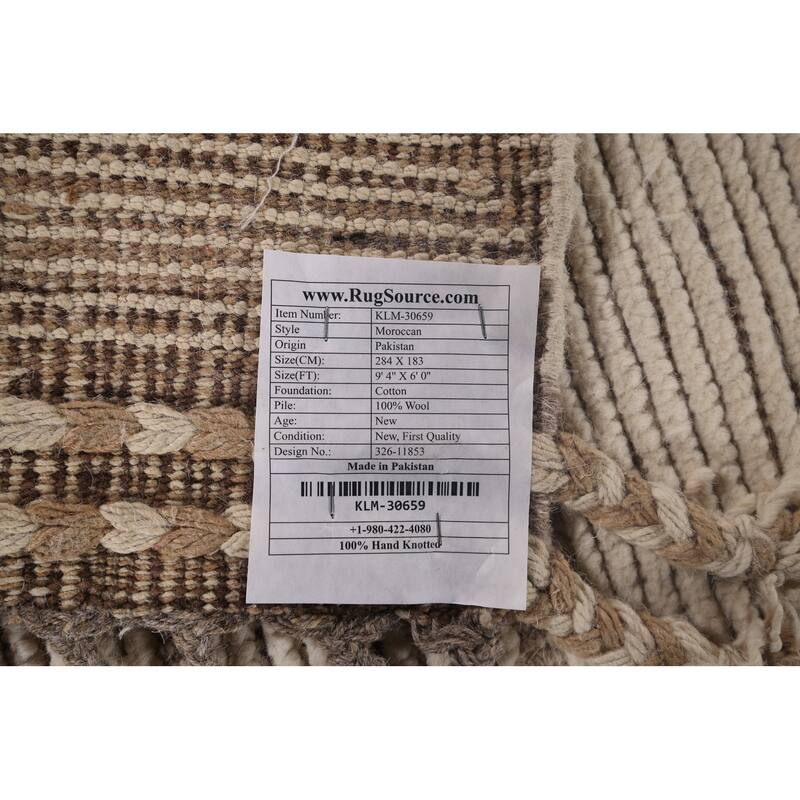 www.RugSource.com
Item Number: KLM-30659
Style Moroccan
Origin Pakistan
Size(CM): 284 X 183
Size(FT): 9' 4" X 6' 0"
Foundation: Cotton
Pile: 100% Wool
Age: New
Condition: New, First Quality
Design No.: 326-11853
Made in Pakistan
KLM-30659
+1-980-422-4080
100% Hand Knotted